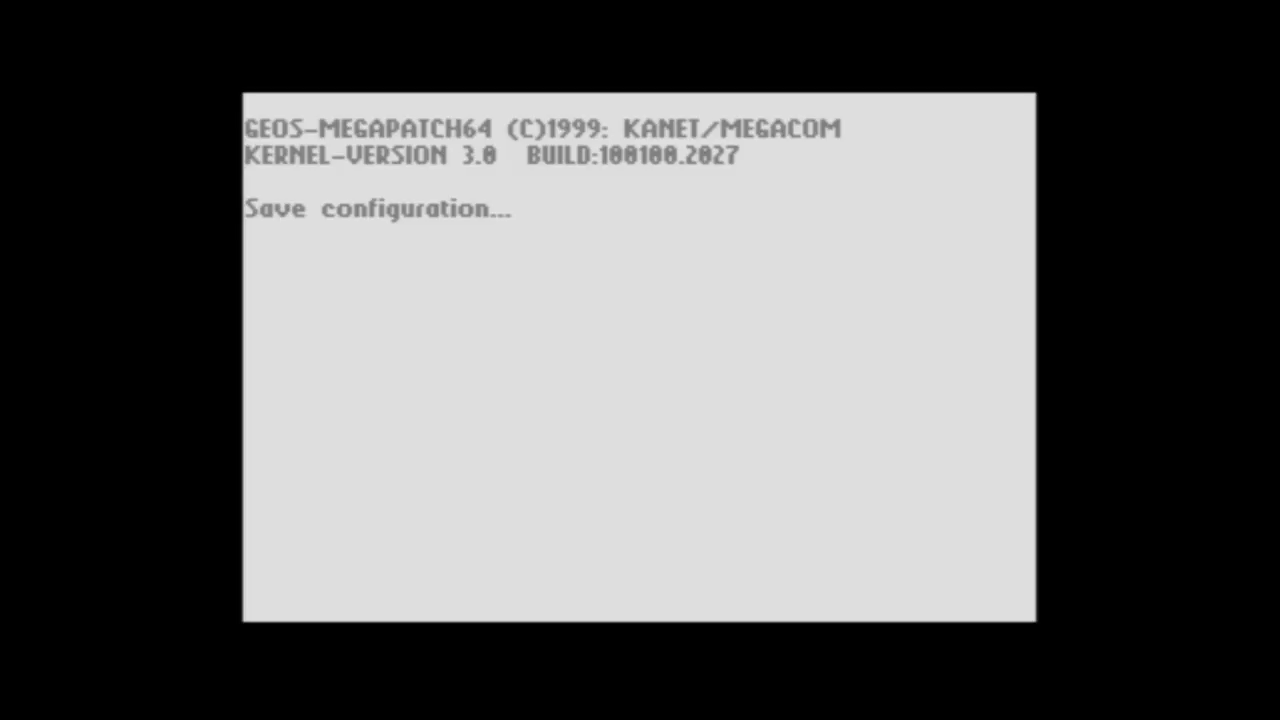 GEOS-MEGAPATCH64 (C)1999: KANET/MEGACOM
KERNEL-VERSION 3.0 BUILD:100100.2027
Save configuration...